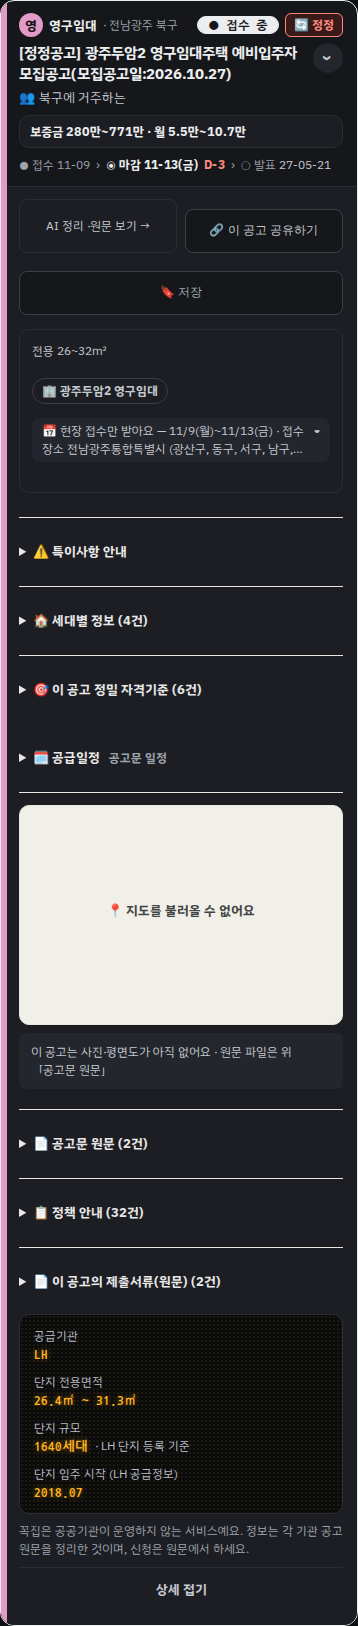 영 영구임대 · 전남광주 북구 ● 접수 중 🔄 정정
[정정공고] 광주두암2 영구임대주택 예비입주자
모집공고(모집공고일:2026.10.27)
👥 북구에 거주하는
보증금 280만~771만 · 월 5.5만~10.7만
● 접수 11-09 › ◉ 마감 11-13(금) D-3 › ○ 발표 27-05-21
AI 정리 ·원문 보기 →
🔗 이 공고 공유하기
🔖 저장
전용 26~32m²
🏢 광주두암2 영구임대
📅 현장 접수만 받아요 — 11/9(월)~11/13(금) · 접수
장소 전남광주통합특별시 (광산구, 동구, 서구, 남구,...
▶ ⚠️ 특이사항 안내
▶ 🏠 세대별 정보 (4건)
▶ 🎯 이 공고 정밀 자격기준 (6건)
▶ 🗓️ 공급일정 공고문 일정
📍 지도를 불러올 수 없어요
이 공고는 사진·평면도가 아직 없어요 · 원문 파일은 위
「공고문 원문」
▶ 📄 공고문 원문 (2건)
▶ 📋 정책 안내 (32건)
▶ 📄 이 공고의 제출서류(원문) (2건)
공급기관
LH
단지 전용면적
26.4㎡ ~ 31.3㎡
단지 규모
1640세대 · LH 단지 등록 기준
단지 입주 시작 (LH 공급정보)
2018.07
꼭집은 공공기관이 운영하지 않는 서비스예요. 정보는 각 기관 공고
원문을 정리한 것이며, 신청은 원문에서 하세요.
상세 접기